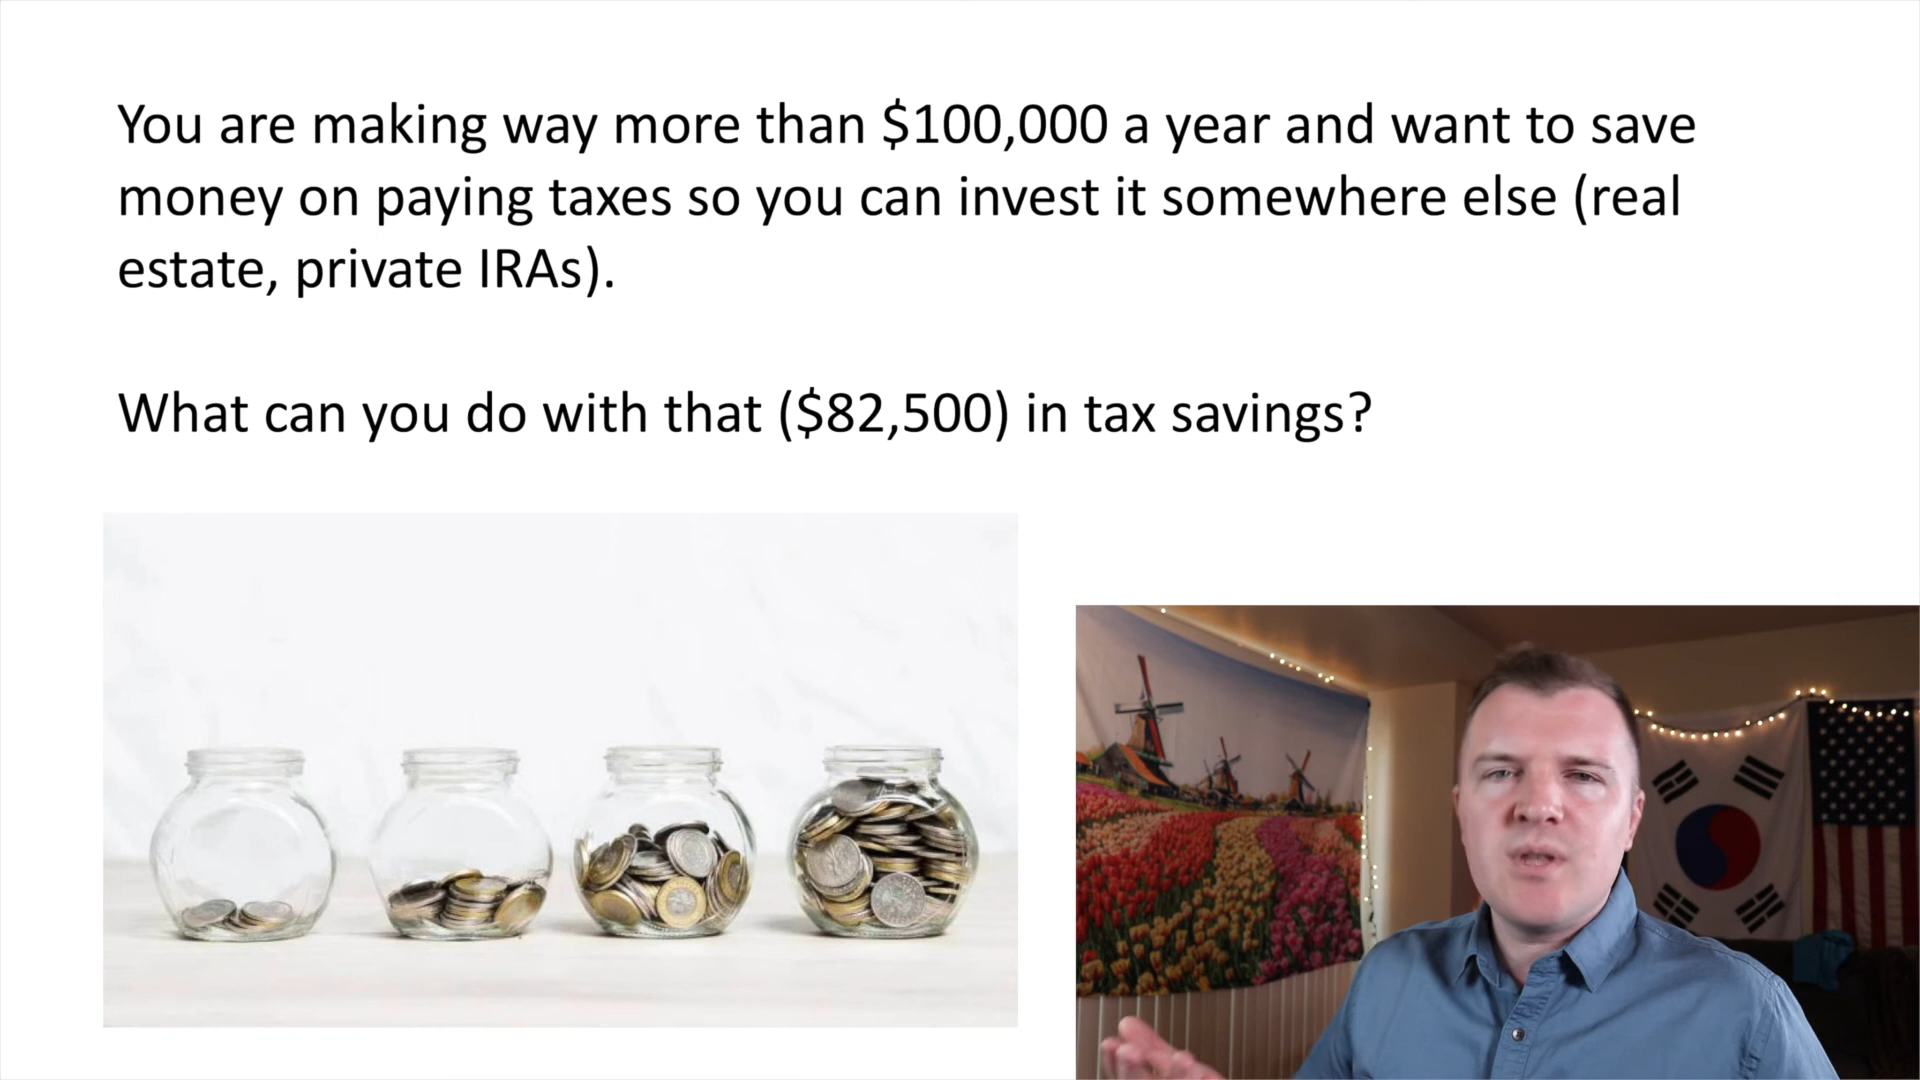 You are making way more than $100,000 a year and want to save
money on paying taxes so you can invest it somewhere else (real
estate, private IRAs).
What can you do with that ($82,500) in tax savings?